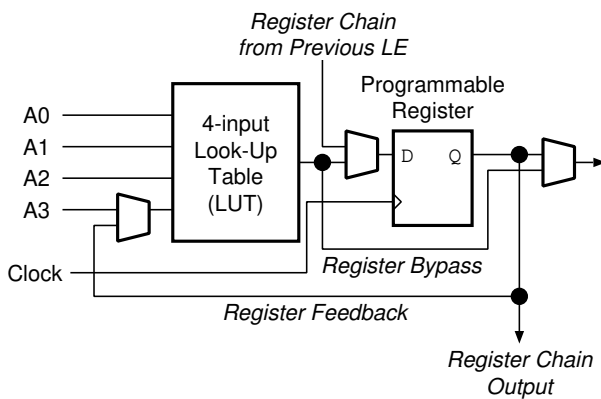 Register Chain
from Previous LE
Programmable
Register
A0
A1
A2
A3
4-input
Look-Up
Table
(LUT)
D
Q
Clock
Register Bypass
Register Feedback
Register Chain
Output